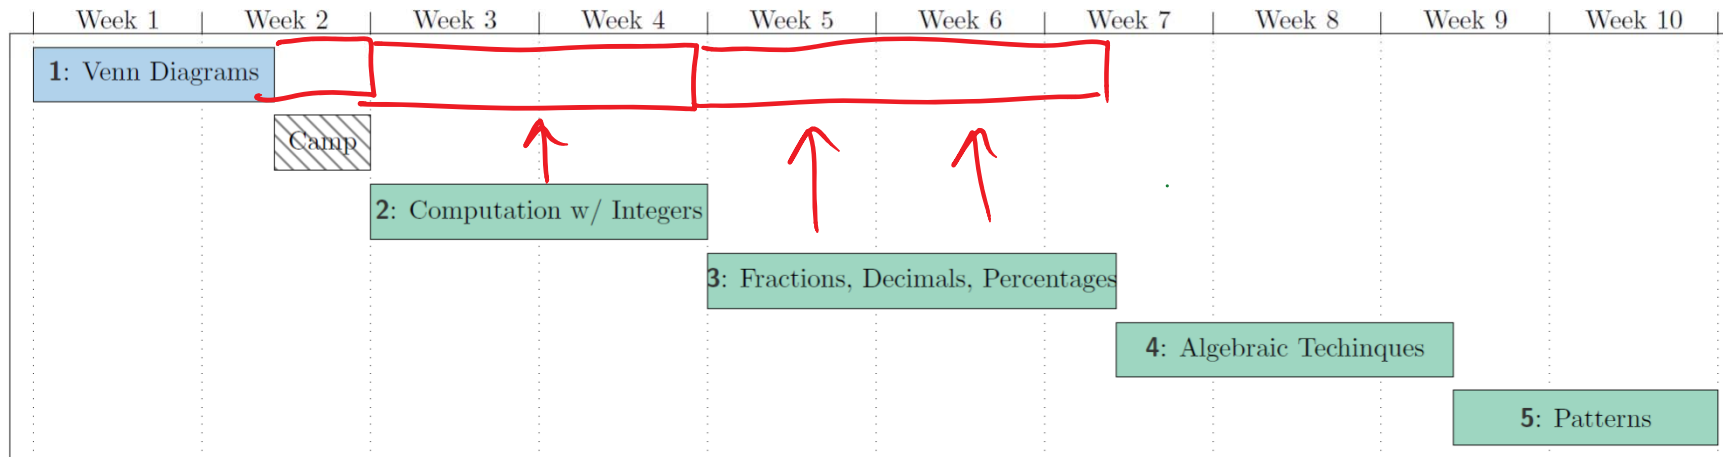 Week 1 Week 2 Week 3 Week 4 Week 5 Week 6 Week 7 Week 8 Week 9 Week 10
1: Venn Diagrams
Camp
2: Computation w/ Integers
3: Fractions, Decimals, Percentages
4: Algebraic Techinques
5: Patterns